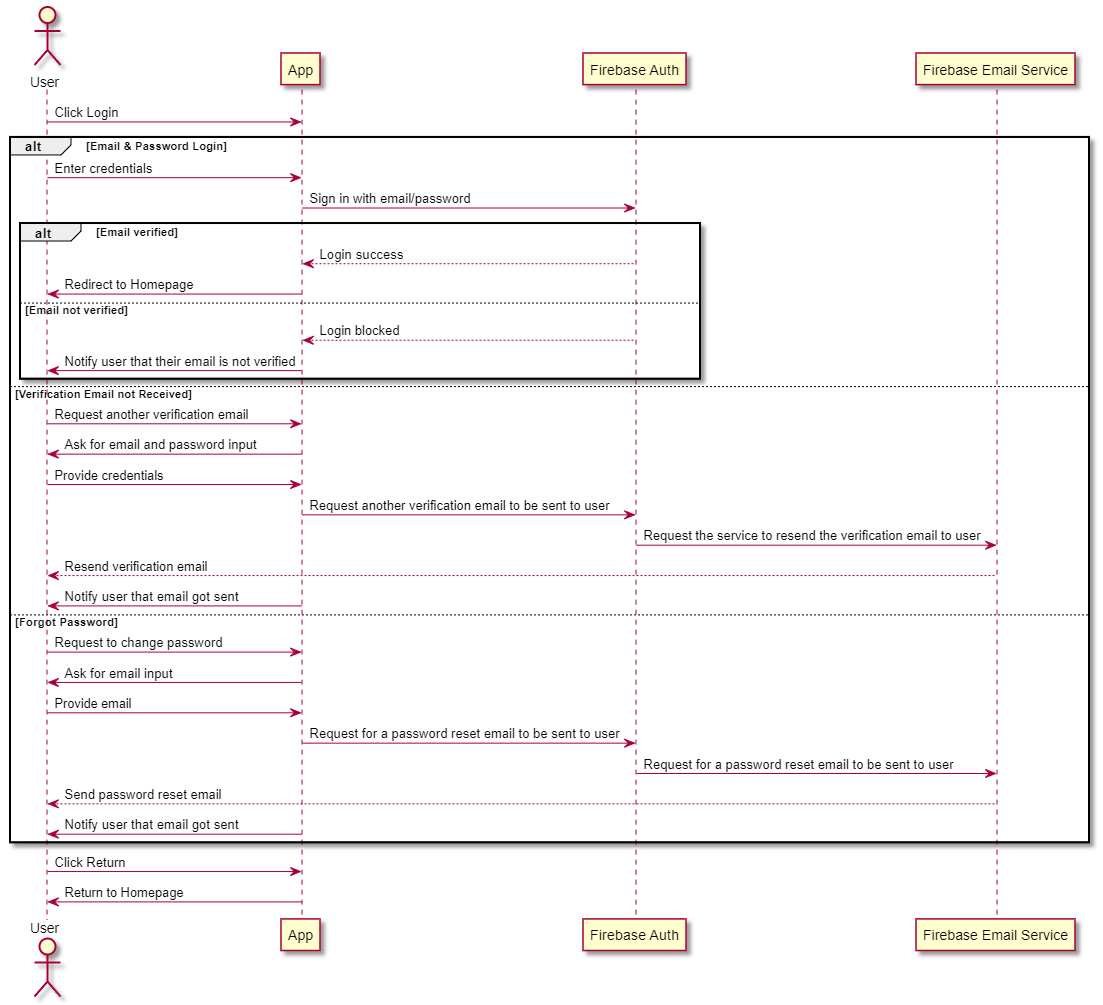 User
App
Firebase Auth
Firebase Email Service
Click Login
alt [Email & Password Login]
Enter credentials
Sign in with email/password
alt [Email verified]
Login success
Redirect to Homepage
[Email not verified]
Login blocked
Notify user that their email is not verified
[Verification Email not Received]
Request another verification email
Ask for email and password input
Provide credentials
Request another verification email to be sent to user
Request the service to resend the verification email to user
Resend verification email
Notify user that email got sent
[Forgot Password]
Request to change password
Ask for email input
Provide email
Request for a password reset email to be sent to user
Request for a password reset email to be sent to user
Send password reset email
Notify user that email got sent
Click Return
Return to Homepage
User
App
Firebase Auth
Firebase Email Service